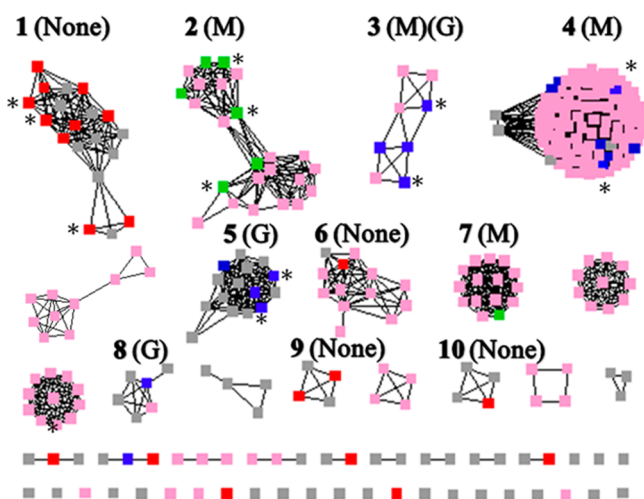 1 (None) 2 (M) 3 (M)(G) 4 (M)
* * * * * * * * * * *
5 (G) 6 (None) 7 (M)
* *
8 (G) 9 (None) 10 (None)
*